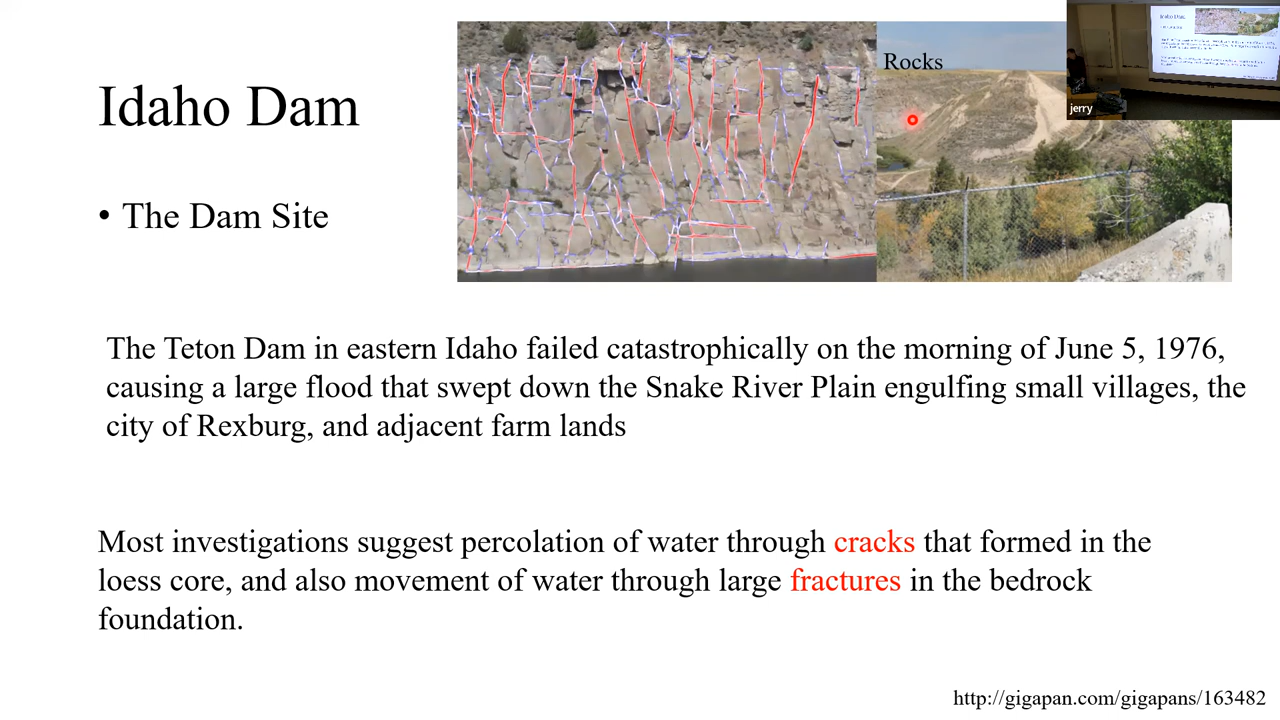 Idaho Dam
Rocks
jerry
• The Dam Site
The Teton Dam in eastern Idaho failed catastrophically on the morning of June 5, 1976,
causing a large flood that swept down the Snake River Plain engulfing small villages, the
city of Rexburg, and adjacent farm lands
Most investigations suggest percolation of water through cracks that formed in the
loess core, and also movement of water through large fractures in the bedrock
foundation.
http://gigapan.com/gigapans/163482